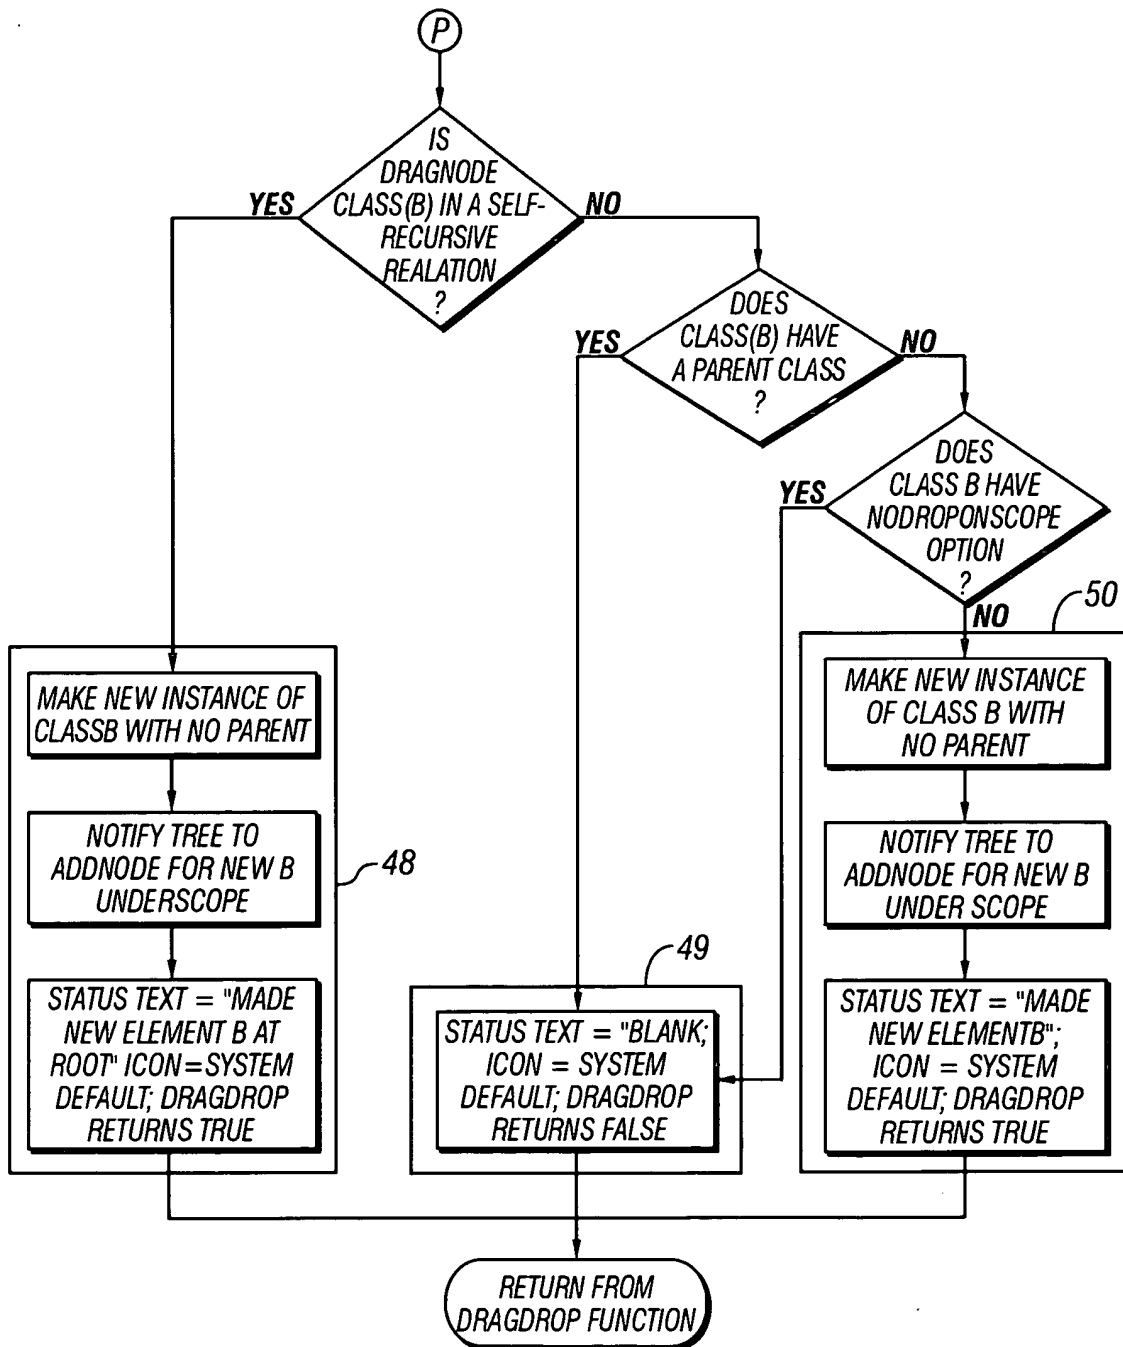 P
IS
DRAGNODE
CLASS(B) IN A SELF-
RECURSIVE
REALATION
?
YES
NO
DOES
CLASS(B) HAVE
A PARENT CLASS
?
YES
NO
DOES
CLASS B HAVE
NODROPONSCOPE
OPTION
?
YES
NO
50
MAKE NEW INSTANCE OF
CLASSB WITH NO PARENT
NOTIFY TREE TO
ADDNODE FOR NEW B
UNDERSCOPE
STATUS TEXT = "MADE
NEW ELEMENT B AT
ROOT" ICON=SYSTEM
DEFAULT; DRAGDROP
RETURNS TRUE
48
49
STATUS TEXT = "BLANK;
ICON = SYSTEM
DEFAULT; DRAGDROP
RETURNS FALSE
MAKE NEW INSTANCE
OF CLASS B WITH
NO PARENT
NOTIFY TREE TO
ADDNODE FOR NEW B
UNDER SCOPE
STATUS TEXT = "MADE
NEW ELEMENTB";
ICON = SYSTEM
DEFAULT; DRAGDROP
RETURNS TRUE
RETURN FROM
DRAGDROP FUNCTION